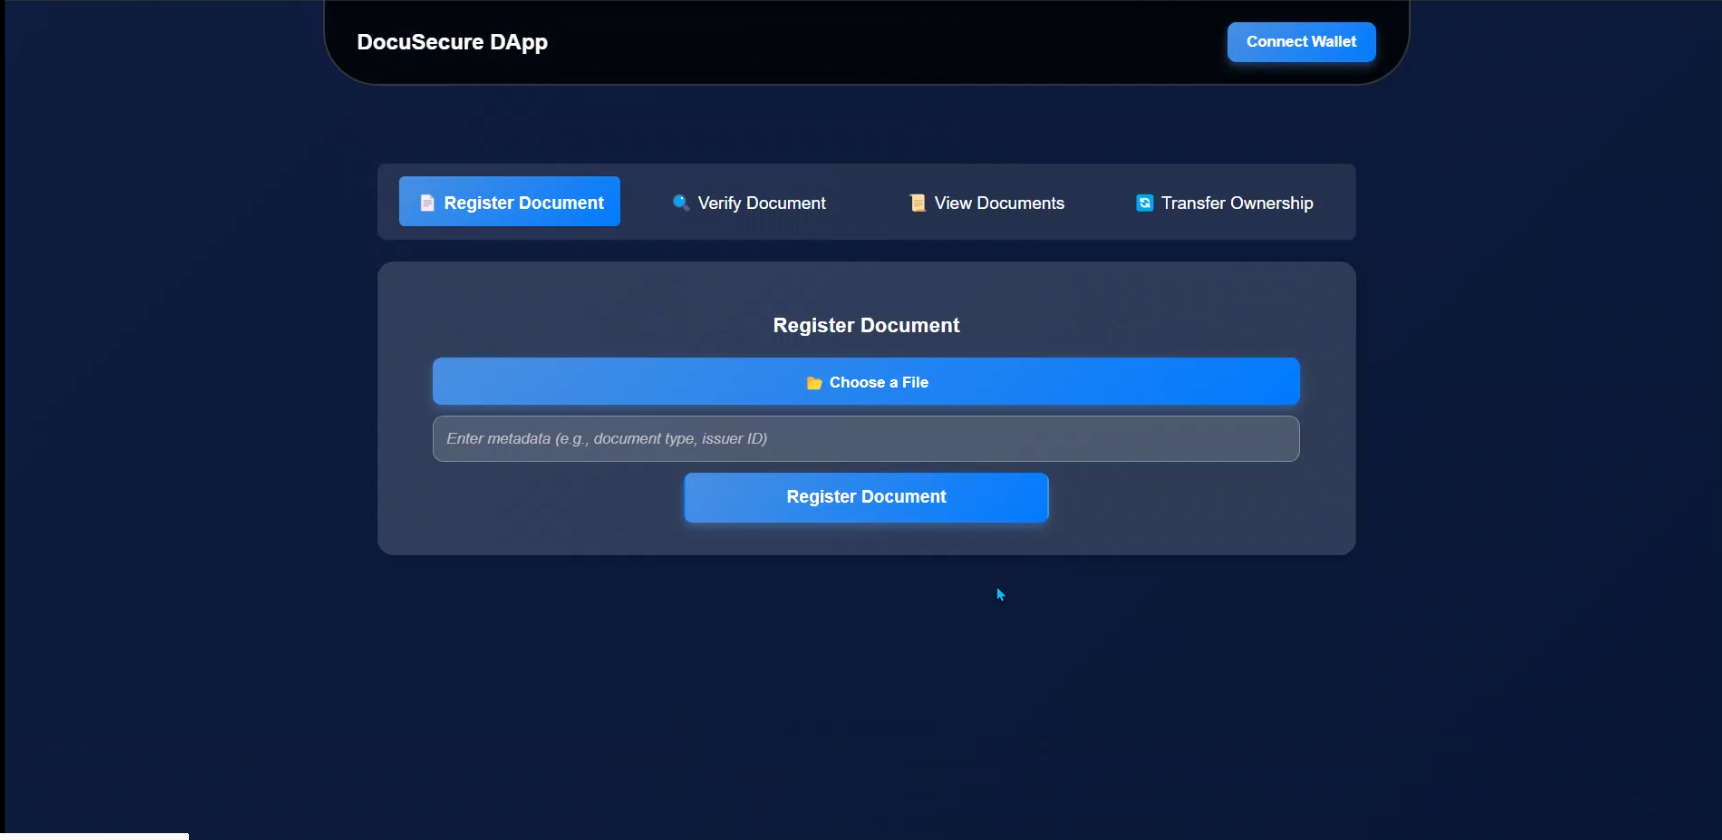 DocuSecure DApp
Connect Wallet
Register Document
Verify Document
View Documents
Transfer Ownership
Register Document
Choose a File
Enter metadata (e.g., document type, issuer ID)
Register Document